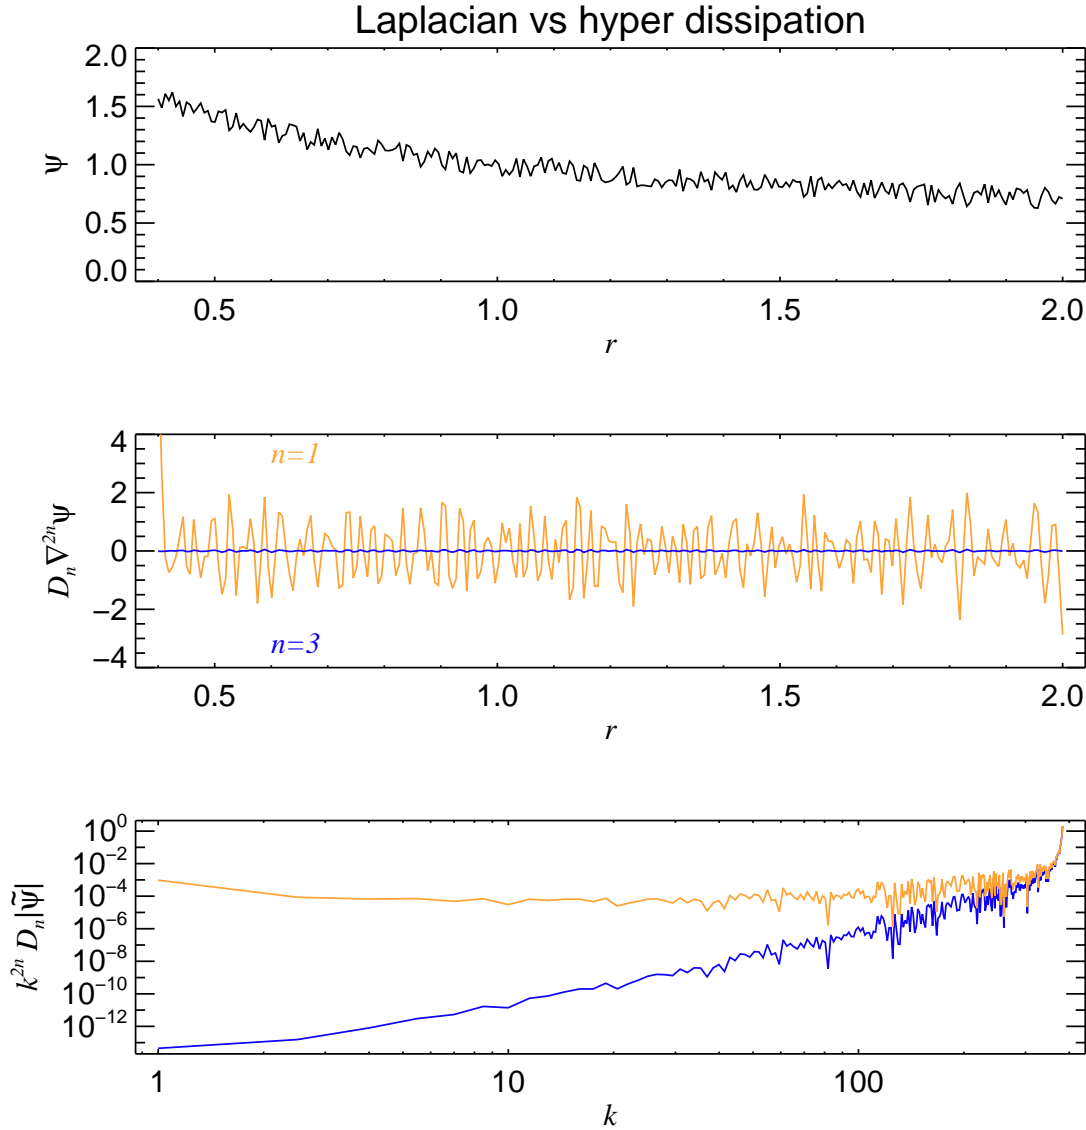 Laplacian vs hyper dissipation
2.0
1.5
1.0
0.5
0.0
ψ
0.5 1.0 1.5 2.0
r
4
2
0
−2
−4
D_n ∇^{2n} ψ
n=1
n=3
0.5 1.0 1.5 2.0
r
10^0
10^{−2}
10^{−4}
10^{−6}
10^{−8}
10^{−10}
10^{−12}
k^{2n} D_n |ψ̃|
1 10 100
k